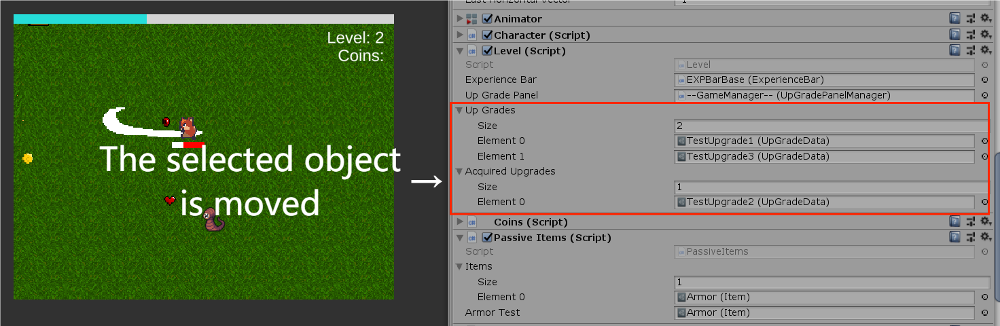 Level: 2
Coins:
The selected object
is moved
→
Animator
Character (Script)
Level (Script)
Script Level
Experience Bar EXPBarBase (ExperienceBar)
Up Grade Panel --GameManager-- (UpGradePanelManager)
Up Grades
Size 2
Element 0 TestUpgrade1 (UpGradeData)
Element 1 TestUpgrade3 (UpGradeData)
Acquired Upgrades
Size 1
Element 0 TestUpgrade2 (UpGradeData)
Coins (Script)
Passive Items (Script)
Script PassiveItems
Items
Size 1
Element 0 Armor (Item)
Armor Test Armor (Item)